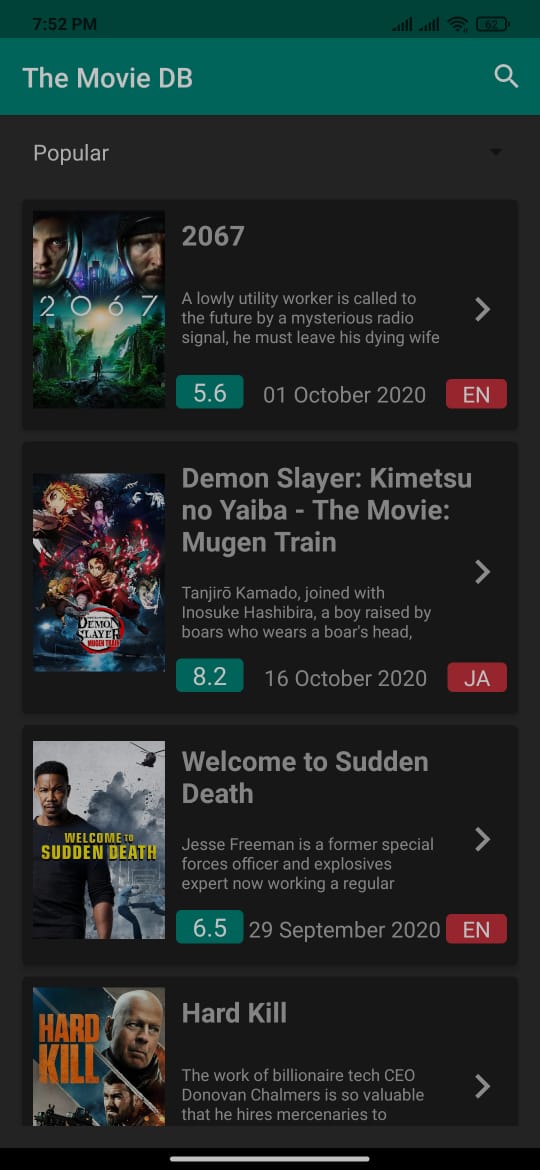 7:52 PM
62
The Movie DB
Popular
2067
2067
A lowly utility worker is called to
the future by a mysterious radio
signal, he must leave his dying wife
5.6
01 October 2020
EN
Demon Slayer: Kimetsu
no Yaiba - The Movie:
Mugen Train
DEMON
SLAYER
MUGEN TRAIN
Tanjirō Kamado, joined with
Inosuke Hashibira, a boy raised by
boars who wears a boar's head,
8.2
16 October 2020
JA
Welcome to Sudden
Death
WELCOME TO
SUDDEN DEATH
Jesse Freeman is a former special
forces officer and explosives
expert now working a regular
6.5
29 September 2020
EN
Hard Kill
HARD
KILL
The work of billionaire tech CEO
Donovan Chalmers is so valuable
that he hires mercenaries to